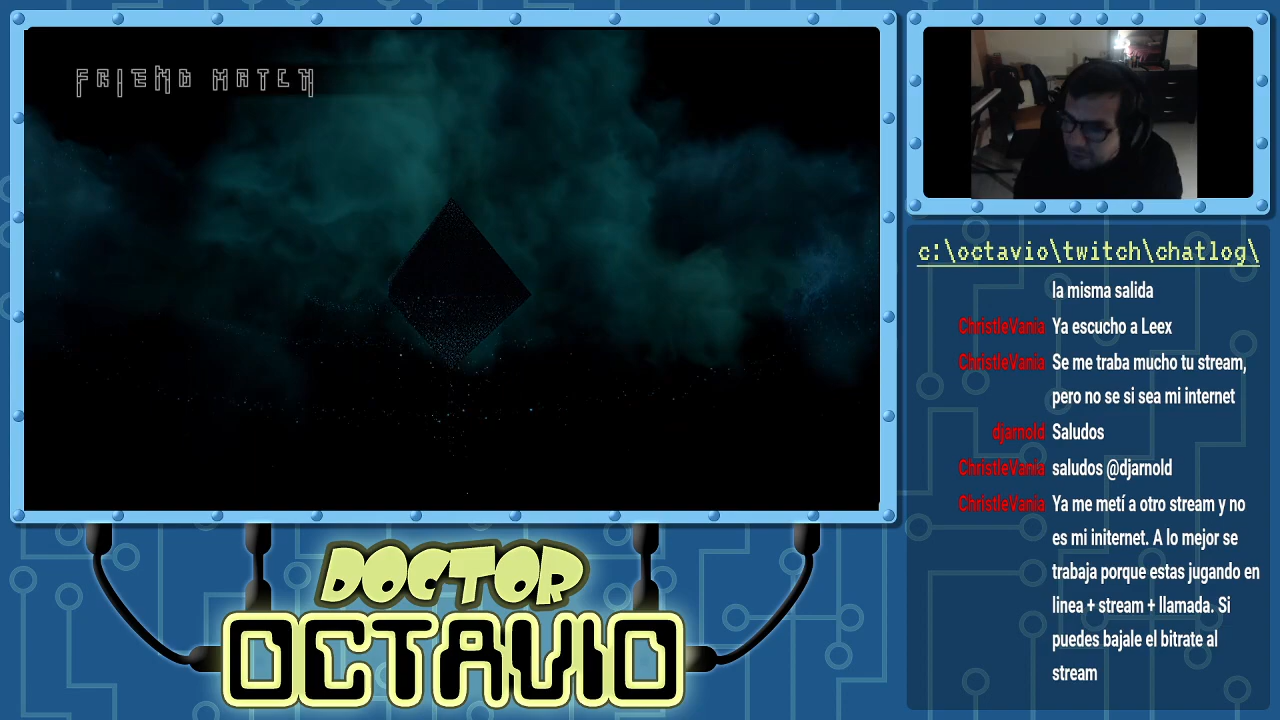 FRIEND MATCH
c:\octavio\twitch\chatlog\
la misma salida
ChristleVania Ya escucho a Leex
ChristleVania Se me traba mucho tu stream,
pero no se si sea mi internet
djarnold Saludos
ChristleVania saludos @djarnold
ChristleVania Ya me metí a otro stream y no
es mi initernet. A lo mejor se
trabaja porque estas jugando en
linea + stream + llamada. Si
puedes bajale el bitrate al
stream
DOCTOR
OCTAVIO